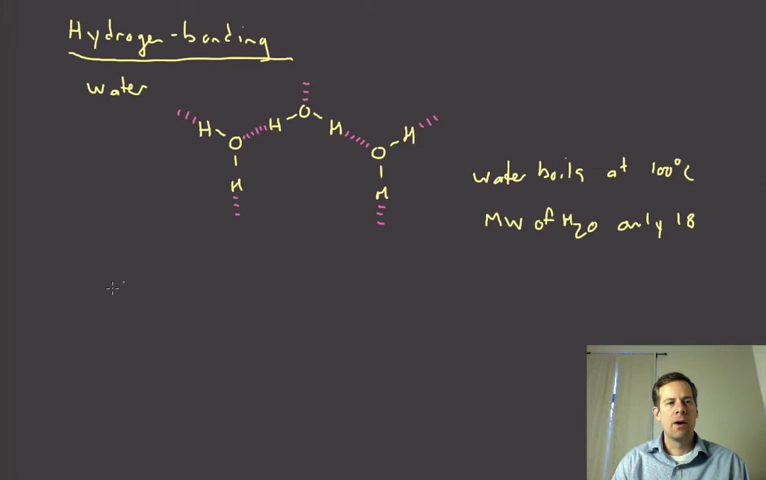 Hydrogen-bonding
water
H H O H H
O O
H H
water boils at 100°C
MW of H2O only 18